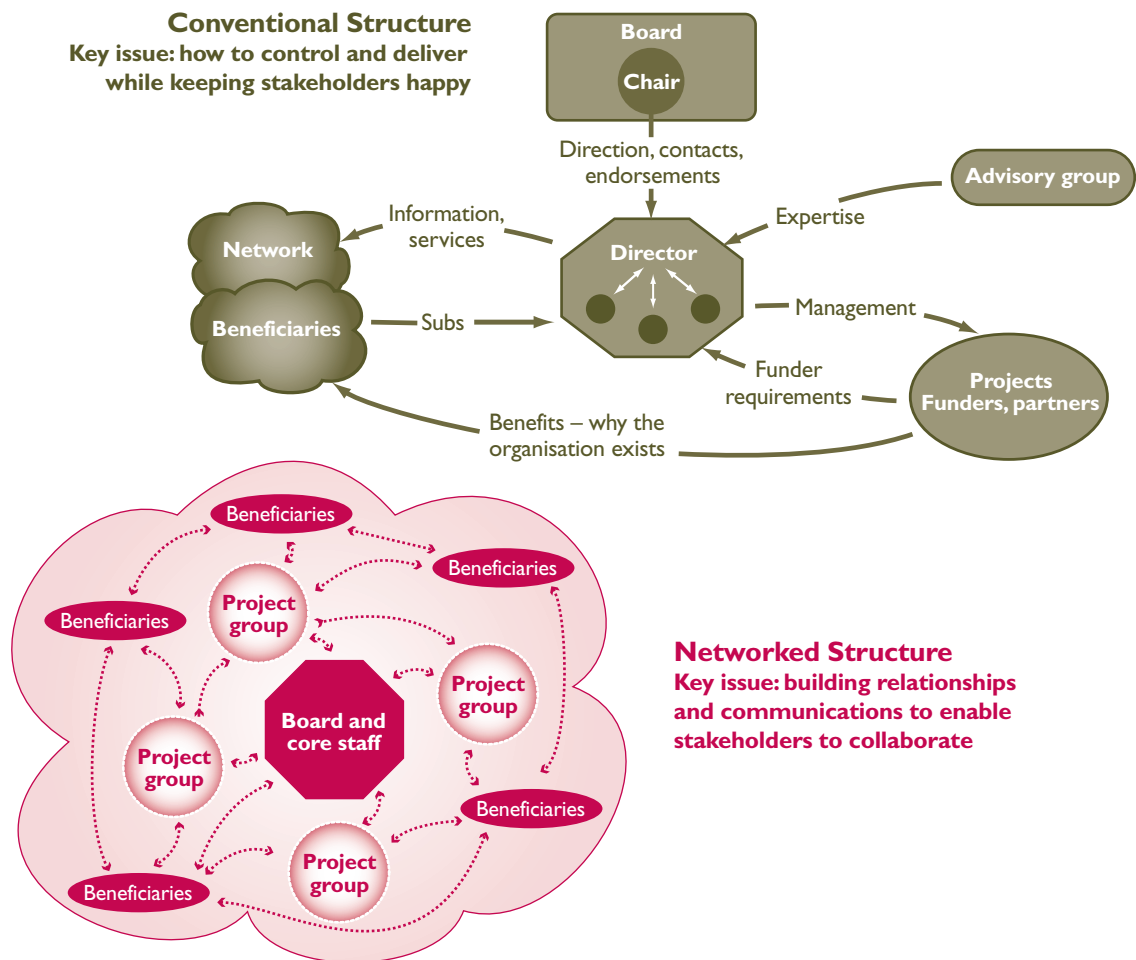 Conventional Structure
Key issue: how to control and deliver
while keeping stakeholders happy
Board
Chair
Direction, contacts,
endorsements
Advisory group
Expertise
Information,
services
Network
Director
Beneficiaries
Subs
Management
Funder
requirements
Projects
Funders, partners
Benefits – why the
organisation exists
Beneficiaries
Beneficiaries
Project
group
Beneficiaries
Networked Structure
Key issue: building relationships
and communications to enable
stakeholders to collaborate
Project
group
Board and
core staff
Project
group
Beneficiaries
Project
group
Beneficiaries